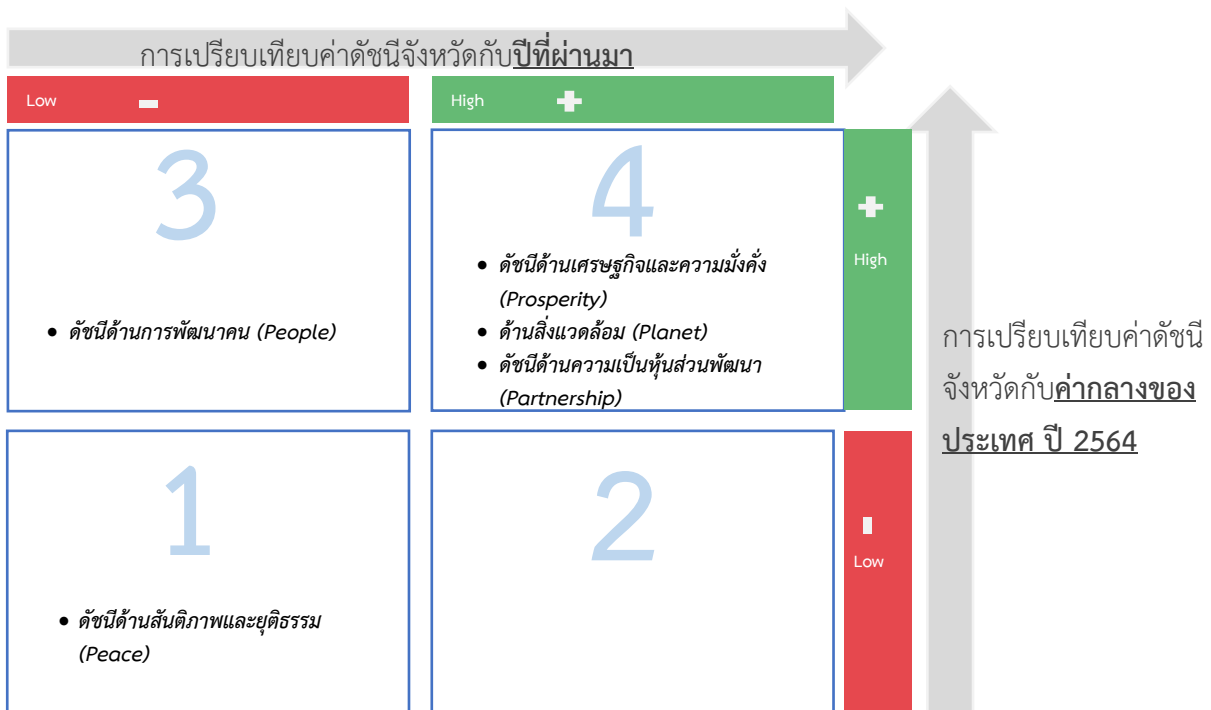 การเปรียบเทียบค่าดัชนีจังหวัดกับปีที่ผ่านมา
Low -
High +
3
• ดัชนีด้านการพัฒนาคน (People)
4
• ดัชนีด้านเศรษฐกิจและความมั่งคั่ง
(Prosperity)
• ด้านสิ่งแวดล้อม (Planet)
• ดัชนีด้านความเป็นหุ้นส่วนพัฒนา
(Partnership)
+
High
การเปรียบเทียบค่าดัชนี
จังหวัดกับค่ากลางของ
ประเทศ ปี 2564
1
• ดัชนีด้านสันติภาพและยุติธรรม
(Peace)
2
-
Low